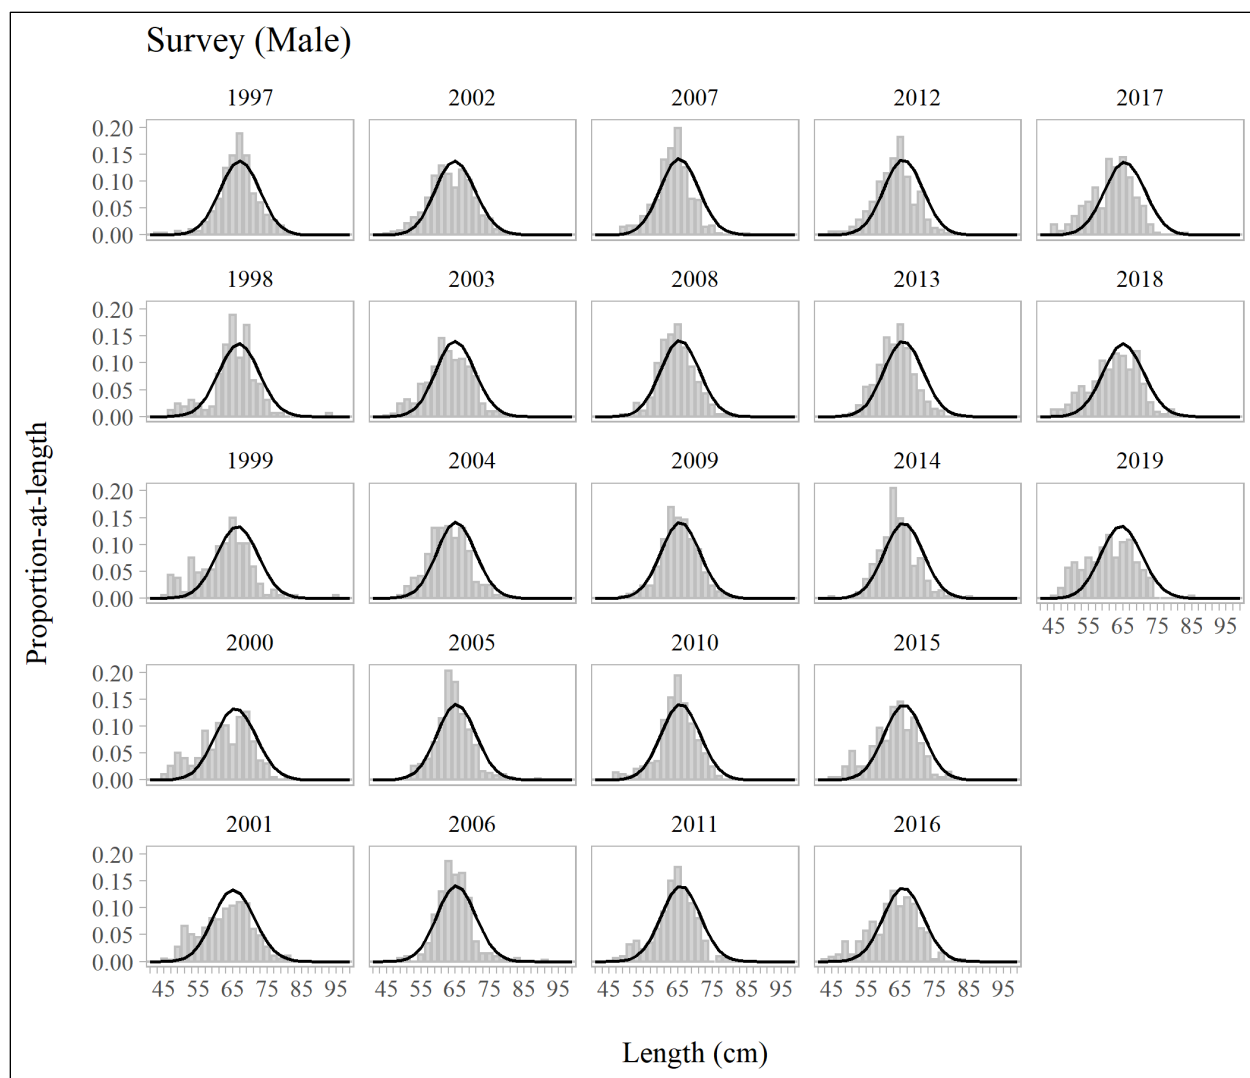 Survey (Male)
1997 2002 2007 2012 2017
0.20
0.15
0.10
0.05
0.00
1998 2003 2008 2013 2018
0.20
0.15
0.10
0.05
0.00
1999 2004 2009 2014 2019
0.20
0.15
0.10
0.05
0.00
45 55 65 75 85 95
2000 2005 2010 2015
0.20
0.15
0.10
0.05
0.00
2001 2006 2011 2016
0.20
0.15
0.10
0.05
0.00
45 55 65 75 85 95 45 55 65 75 85 95 45 55 65 75 85 95 45 55 65 75 85 95
Length (cm)
Proportion-at-length